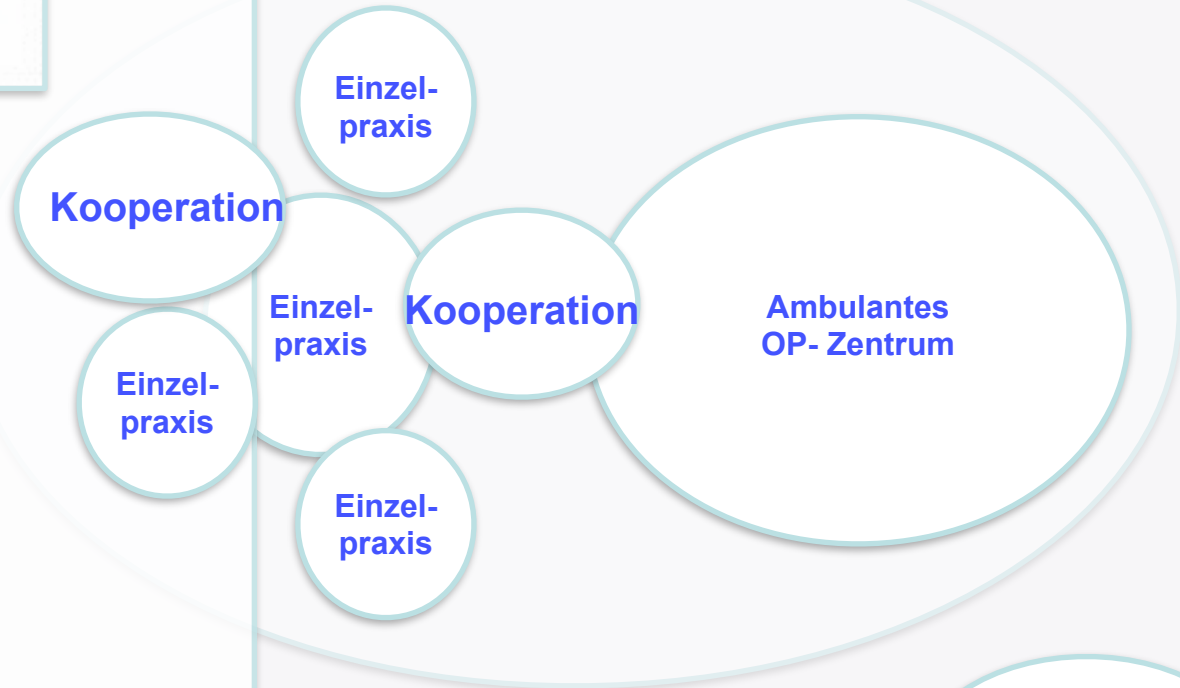 Einzel-
praxis
Kooperation
Einzel-
praxis
Kooperation
Ambulantes
OP- Zentrum
Einzel-
praxis
Einzel-
praxis